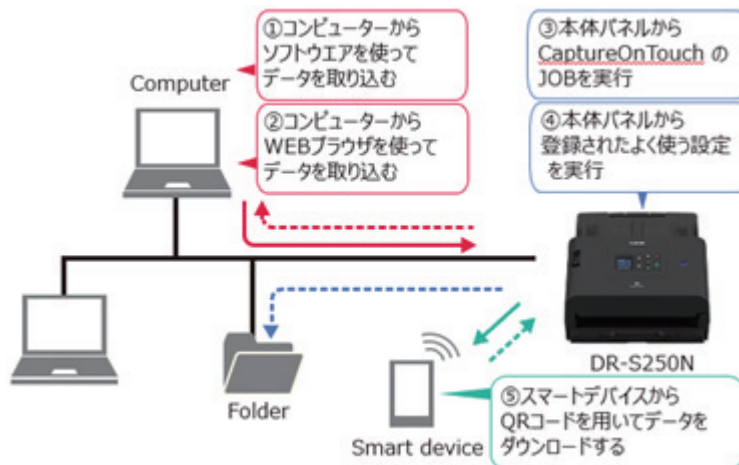 ①コンピューターから
ソフトウエアを使って
データを取り込む
Computer
②コンピューターから
WEBブラウザを使って
データを取り込む
③本体パネルから
CaptureOnTouch の
JOBを実行
④本体パネルから
登録されたよく使う設定
を実行
DR-S250N
Folder
Smart device
⑤スマートデバイスから
QRコードを用いてデータを
ダウンロードする